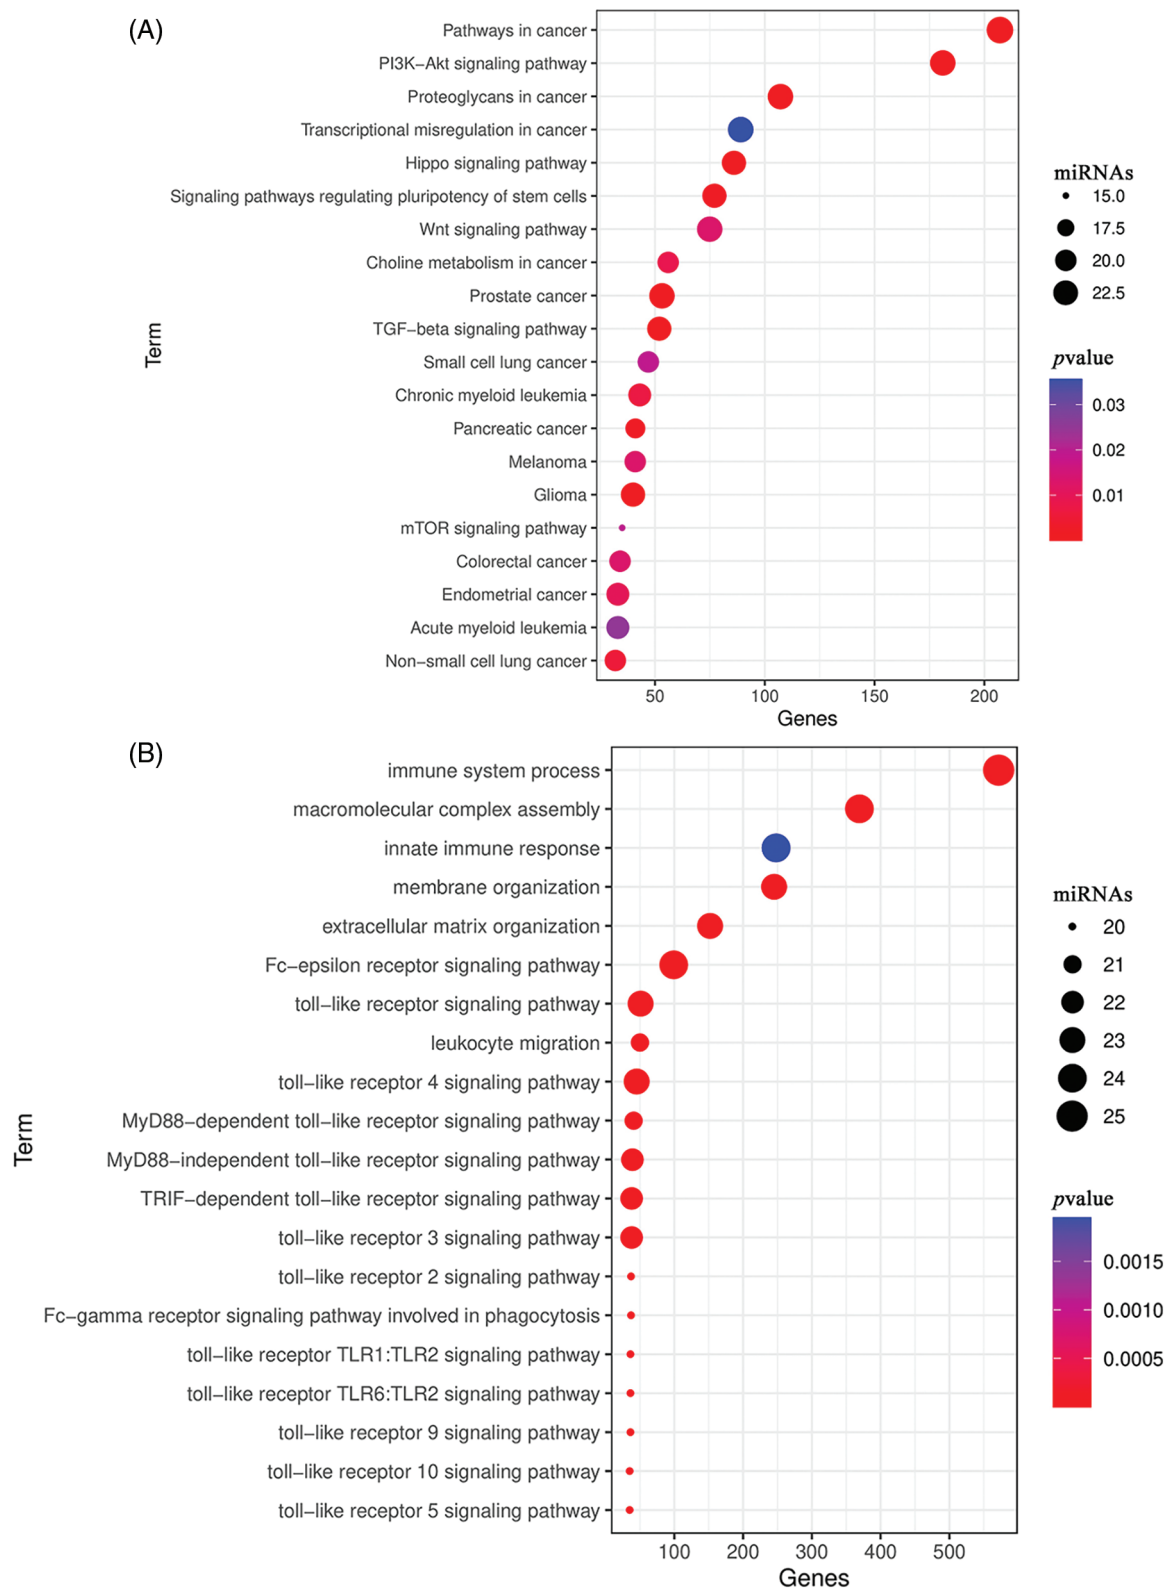 (A)
Pathways in cancer
PI3K−Akt signaling pathway
Proteoglycans in cancer
Transcriptional misregulation in cancer
Hippo signaling pathway
Signaling pathways regulating pluripotency of stem cells
Wnt signaling pathway
Choline metabolism in cancer
Prostate cancer
TGF−beta signaling pathway
Small cell lung cancer
Chronic myeloid leukemia
Pancreatic cancer
Melanoma
Glioma
mTOR signaling pathway
Colorectal cancer
Endometrial cancer
Acute myeloid leukemia
Non−small cell lung cancer
Term
50 100 150 200
Genes
miRNAs
15.0
17.5
20.0
22.5
pvalue
0.03
0.02
0.01
(B)
immune system process
macromolecular complex assembly
innate immune response
membrane organization
extracellular matrix organization
Fc−epsilon receptor signaling pathway
toll−like receptor signaling pathway
leukocyte migration
toll−like receptor 4 signaling pathway
MyD88−dependent toll−like receptor signaling pathway
MyD88−independent toll−like receptor signaling pathway
TRIF−dependent toll−like receptor signaling pathway
toll−like receptor 3 signaling pathway
toll−like receptor 2 signaling pathway
Fc−gamma receptor signaling pathway involved in phagocytosis
toll−like receptor TLR1:TLR2 signaling pathway
toll−like receptor TLR6:TLR2 signaling pathway
toll−like receptor 9 signaling pathway
toll−like receptor 10 signaling pathway
toll−like receptor 5 signaling pathway
Term
100 200 300 400 500
Genes
miRNAs
20
21
22
23
24
25
pvalue
0.0015
0.0010
0.0005